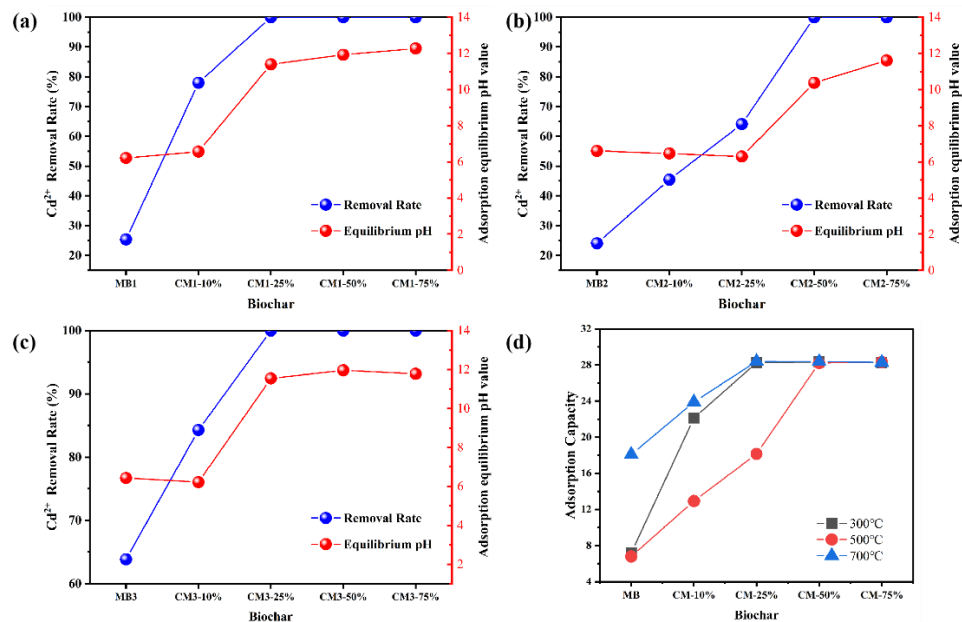 (a)
100
90
80
70
60
50
40
30
20
Cd2+ Removal Rate (%)
14
12
10
8
6
4
2
0
Adsorption equilibrium pH value
Removal Rate
Equilibrium pH
MB1 CM1-10% CM1-25% CM1-50% CM1-75%
Biochar
(b)
100
90
80
70
60
50
40
30
20
Cd2+ Removal Rate (%)
14
12
10
8
6
4
2
0
Adsorption equilibrium pH value
Removal Rate
Equilibrium pH
MB2 CM2-10% CM2-25% CM2-50% CM2-75%
Biochar
(c)
100
90
80
70
60
Cd2+ Removal Rate (%)
14
12
10
8
6
4
2
Adsorption equilibrium pH value
Removal Rate
Equilibrium pH
MB3 CM3-10% CM3-25% CM3-50% CM3-75%
Biochar
(d)
32
28
24
20
16
12
8
4
Adsorption Capacity
300℃
500℃
700℃
MB CM-10% CM-25% CM-50% CM-75%
Biochar